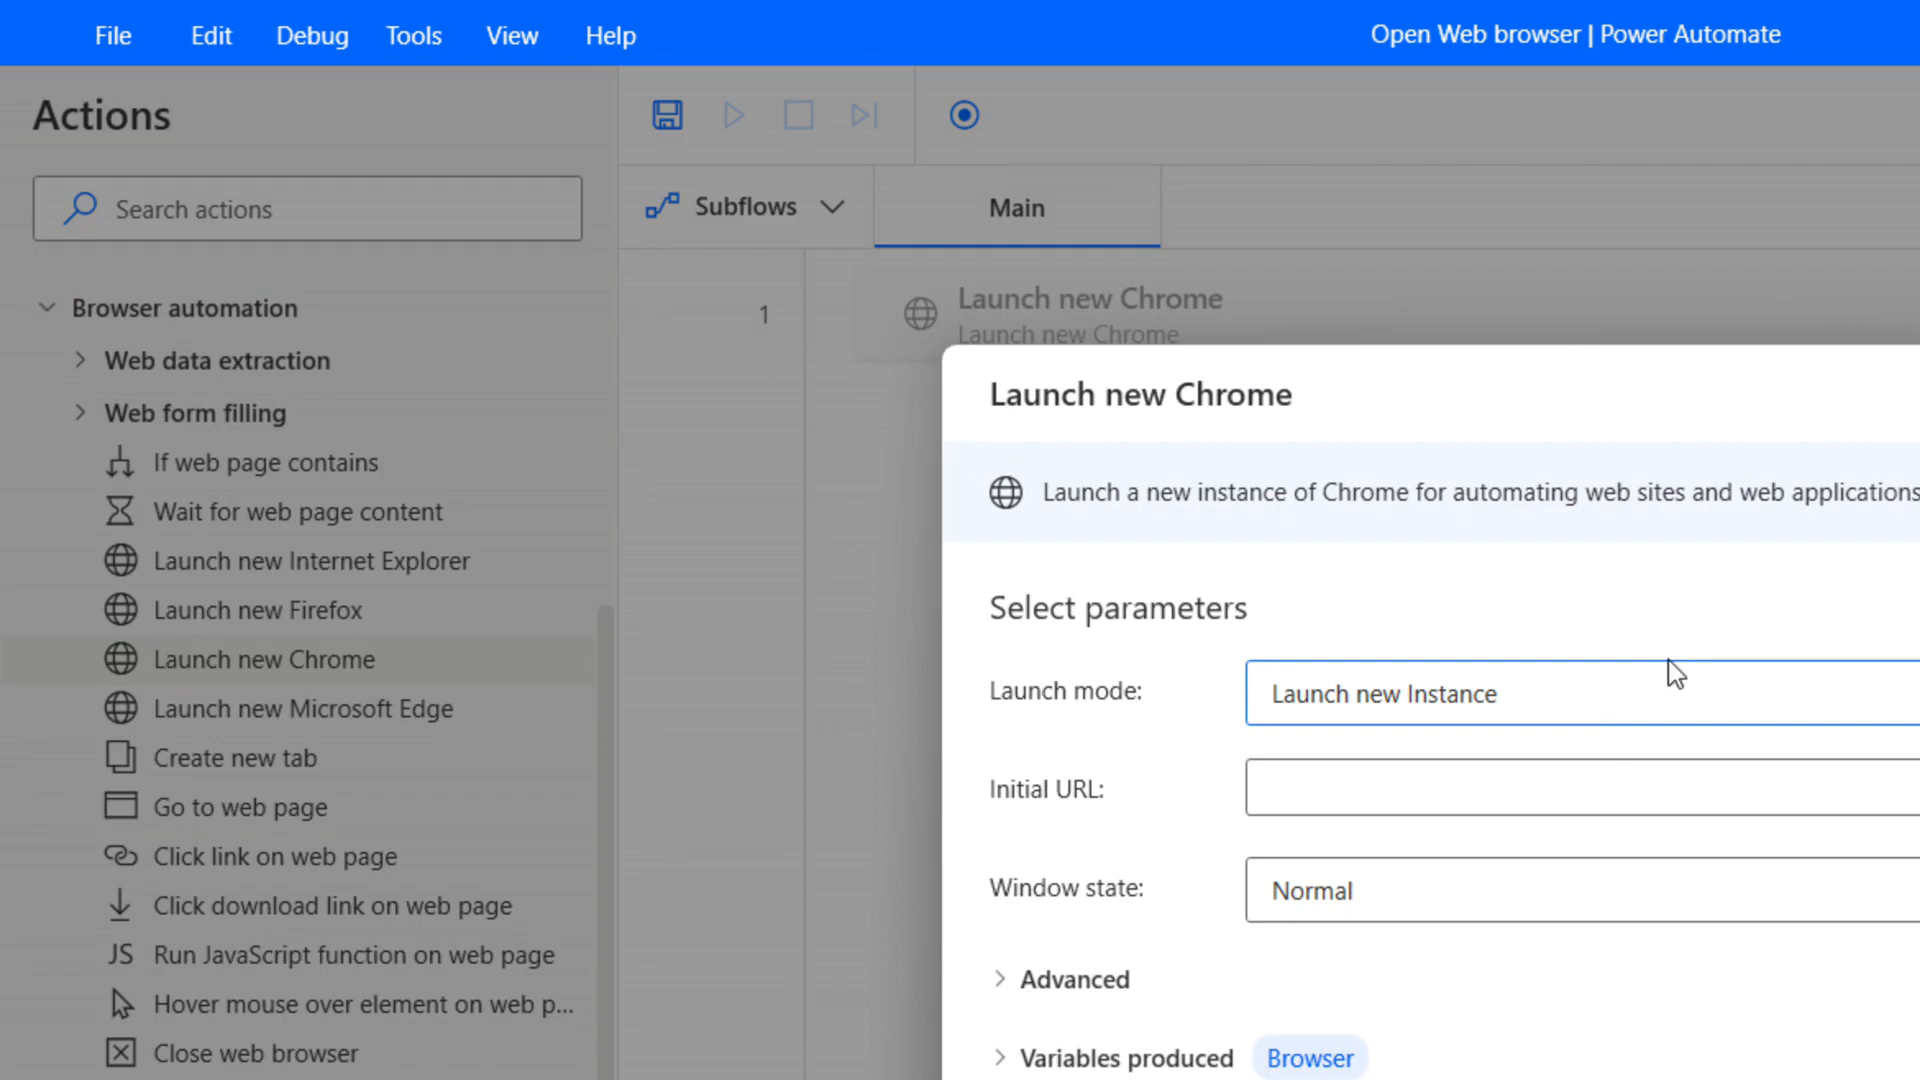 File Edit Debug Tools View Help
Open Web browser | Power Automate
Actions
Search actions
Browser automation
Web data extraction
Web form filling
If web page contains
Wait for web page content
Launch new Internet Explorer
Launch new Firefox
Launch new Chrome
Launch new Microsoft Edge
Create new tab
Go to web page
Click link on web page
Click download link on web page
JS Run JavaScript function on web page
Hover mouse over element on web p...
Close web browser
Subflows
Main
1
Launch new Chrome
Launch new Chrome
Launch new Chrome
Launch a new instance of Chrome for automating web sites and web applications
Select parameters
Launch mode: Launch new Instance
Initial URL:
Window state: Normal
Advanced
Variables produced Browser